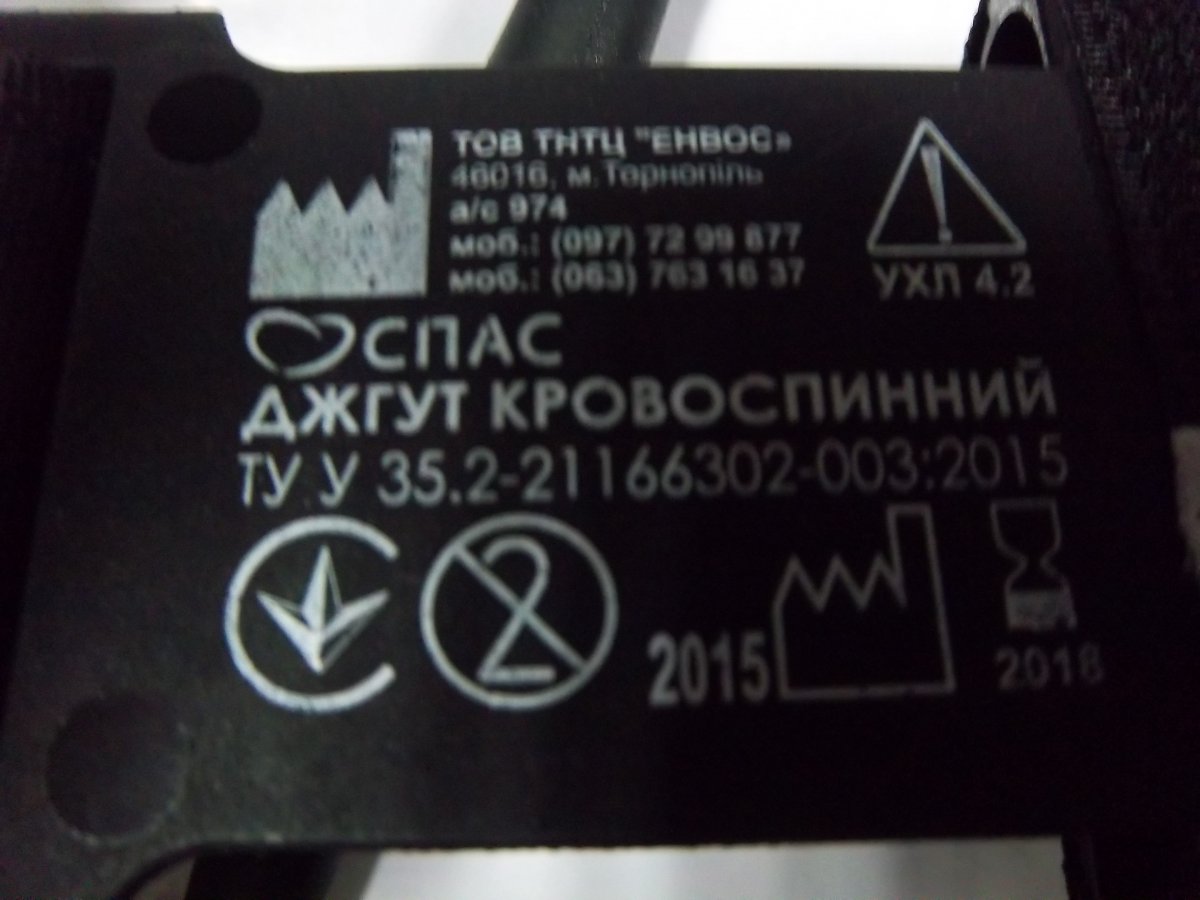 ТОВ ТНТЦ "ЕНВОС"
46016, м.Тернопіль
а/с 974
моб.: (097) 72 99 877
моб.: (063) 763 16 37
УХЛ 4.2
СПАС
ДЖГУТ КРОВОСПИННИЙ
ТУ У 35.2-21166302-003:2015
2
2015
2018